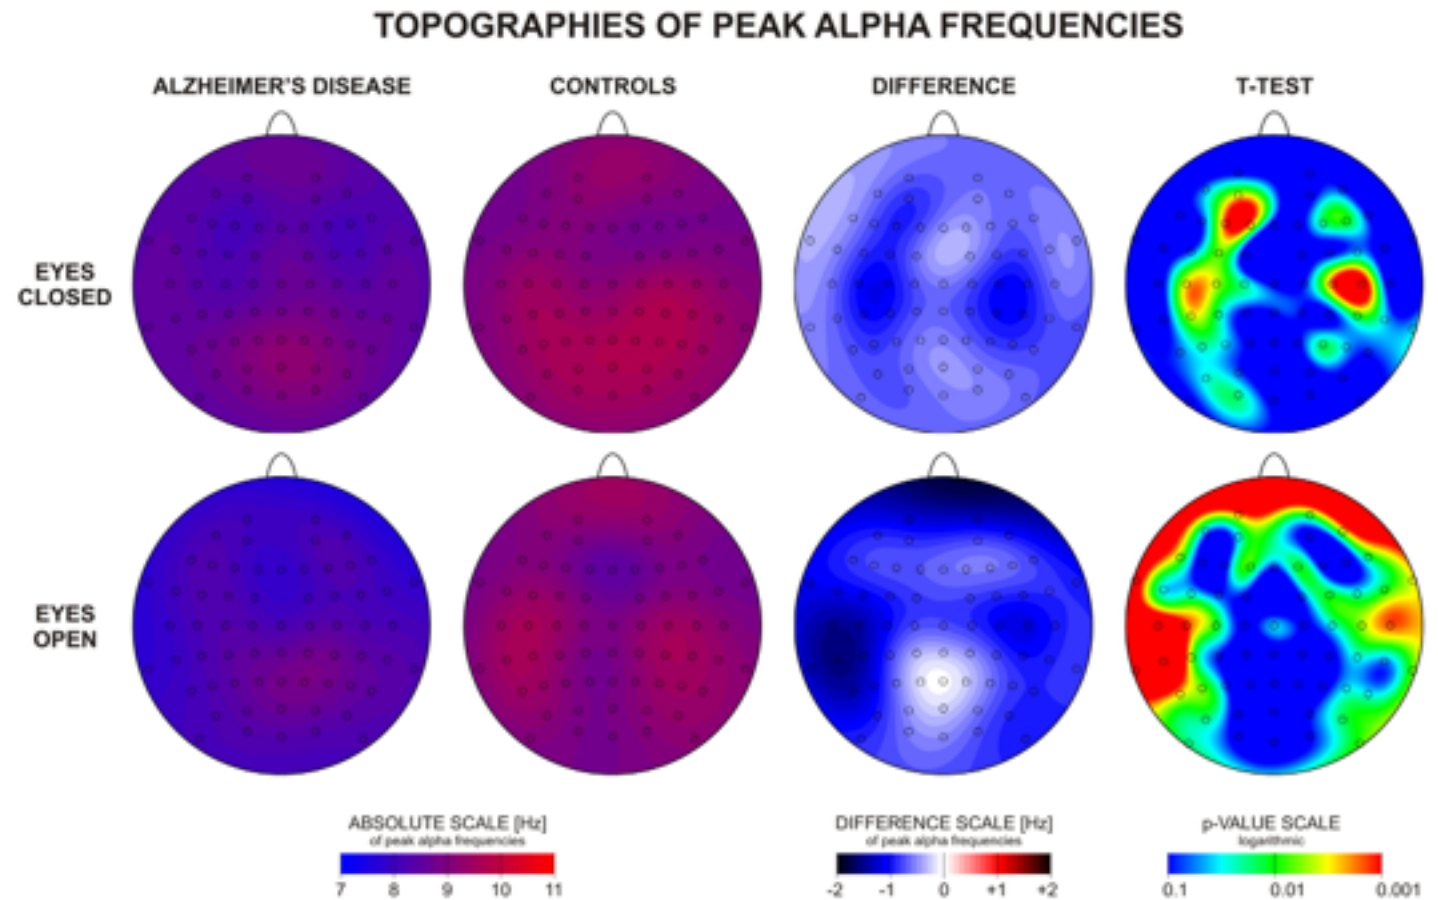 TOPOGRAPHIES OF PEAK ALPHA FREQUENCIES
ALZHEIMER'S DISEASE CONTROLS DIFFERENCE T-TEST
EYES
CLOSED
EYES
OPEN
ABSOLUTE SCALE [Hz]
of peak alpha frequencies
7 8 9 10 11
DIFFERENCE SCALE [Hz]
of peak alpha frequencies
-2 -1 0 +1 +2
p-VALUE SCALE
logarithmic
0.1 0.01 0.001